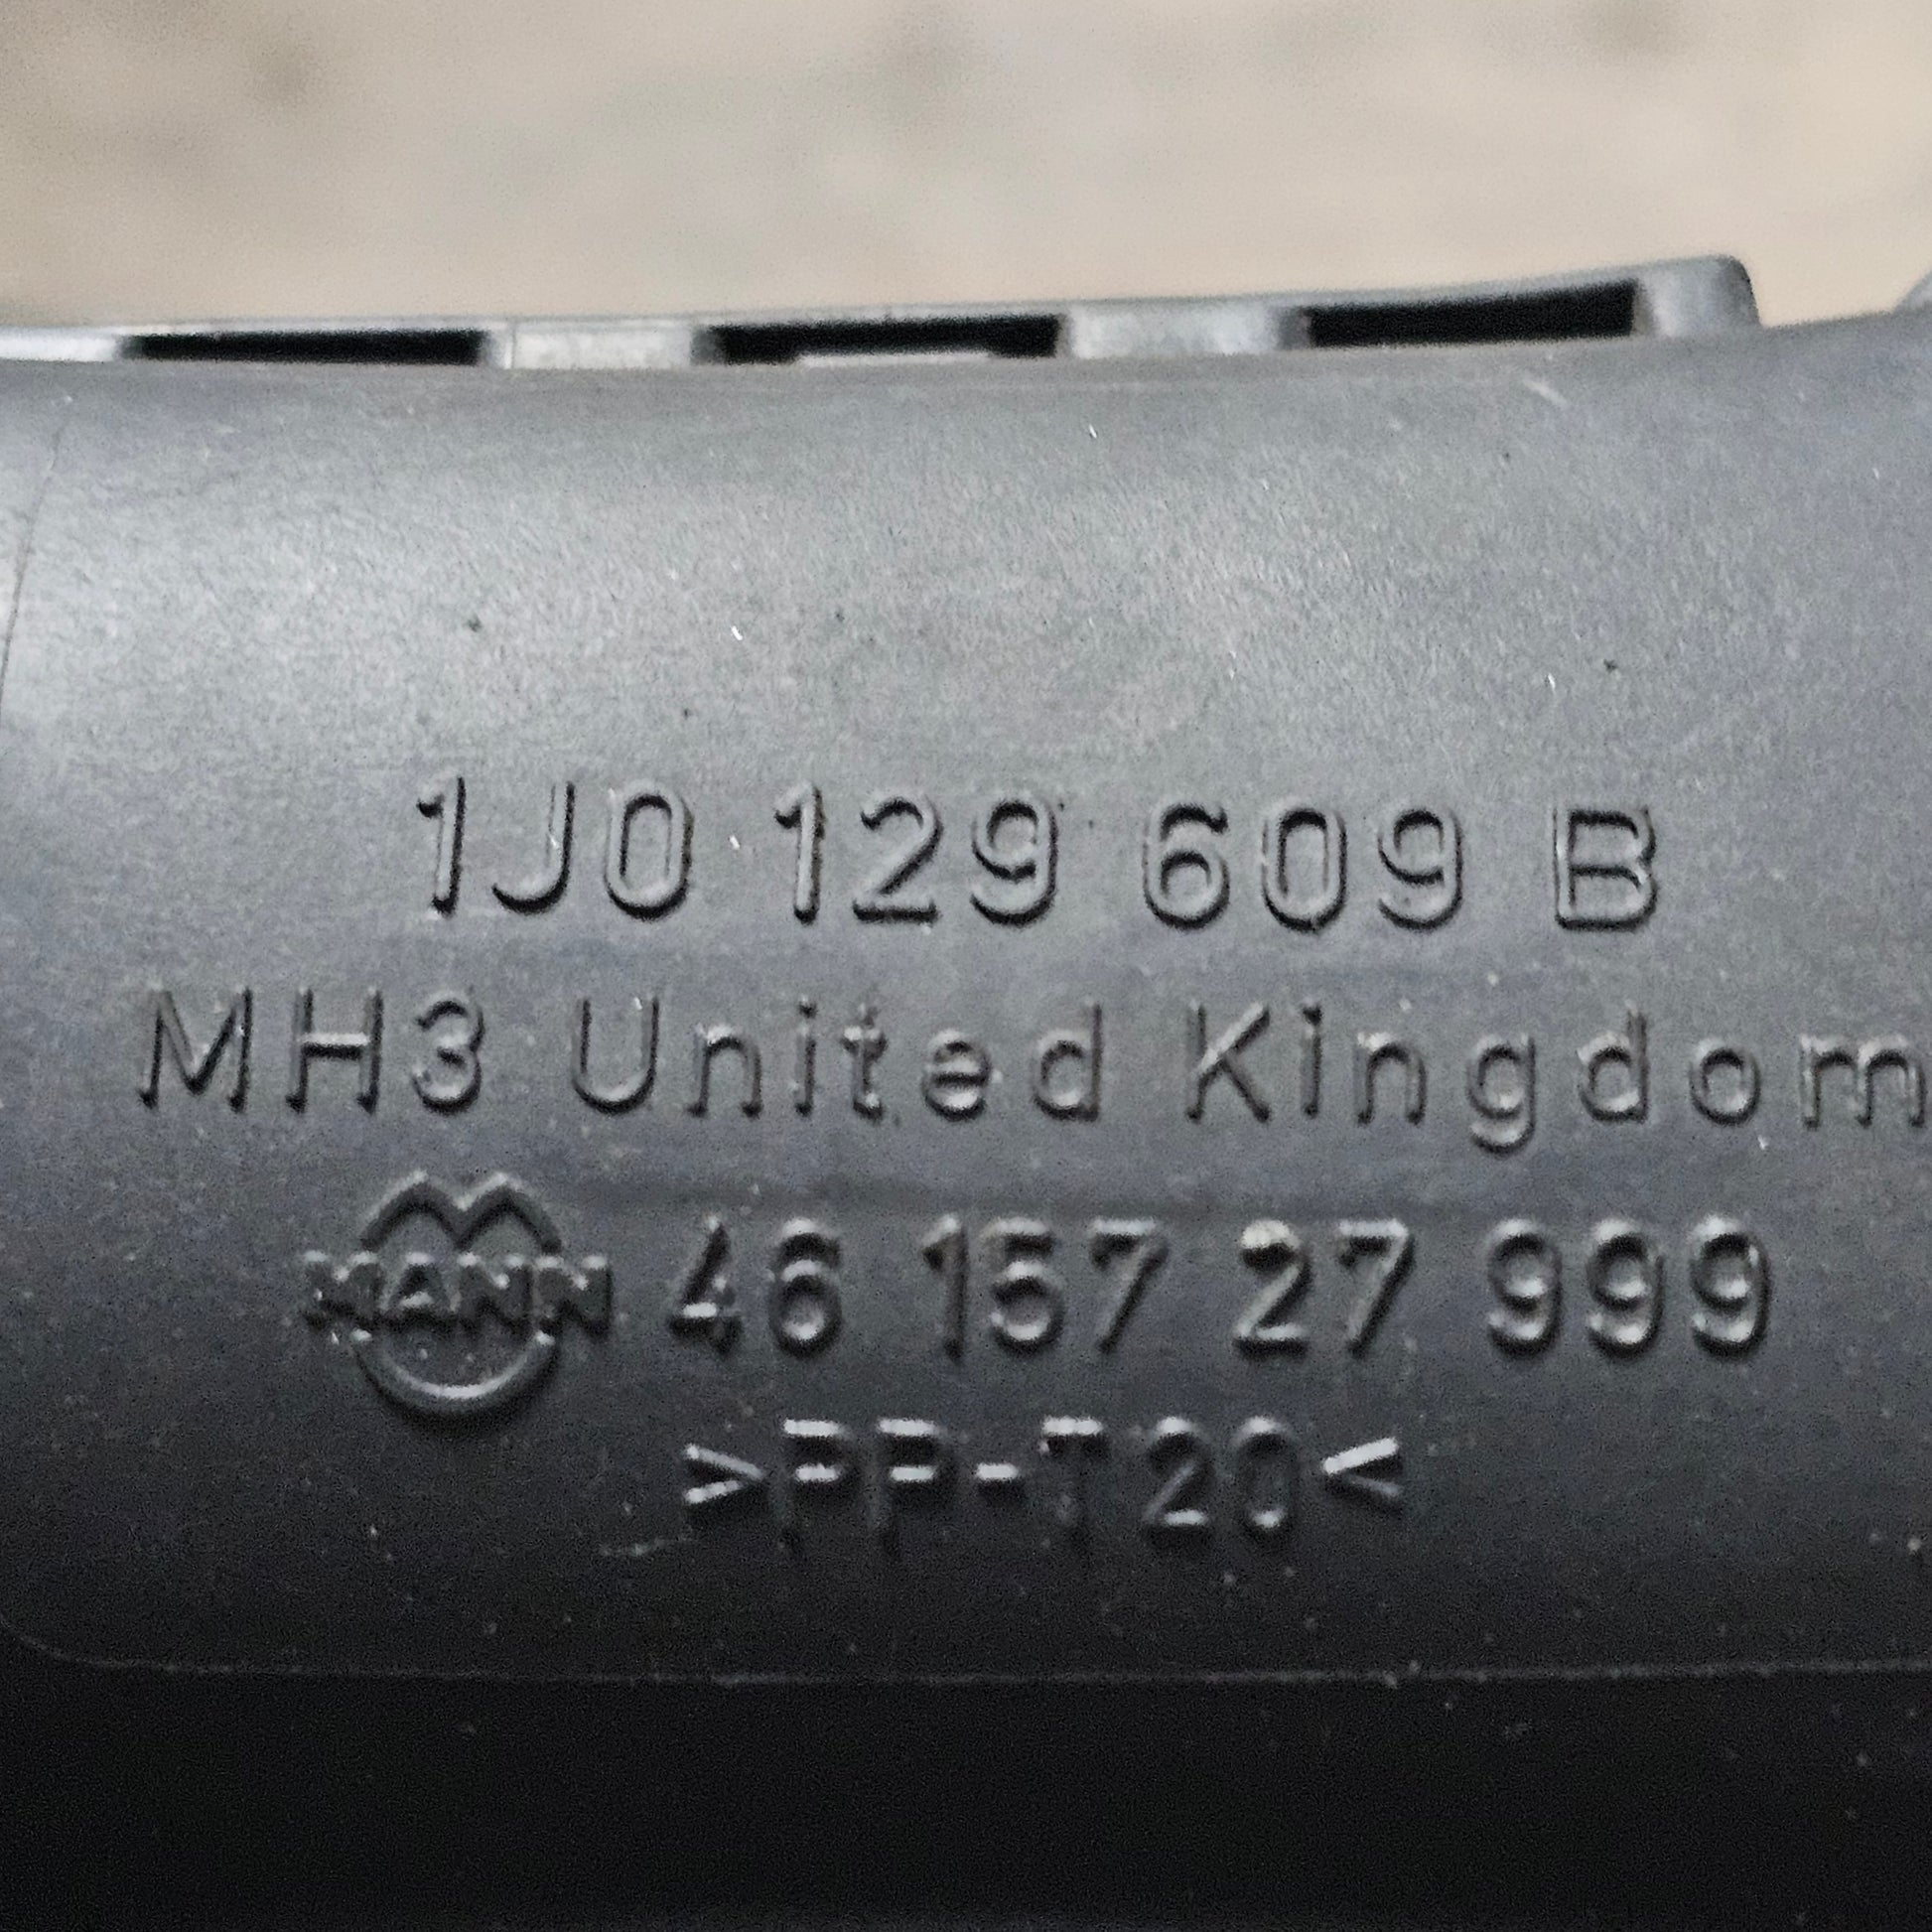 1J0 129 609 B
MH3 United Kingdom
MANN 46 157 27 999
>PP-T20<